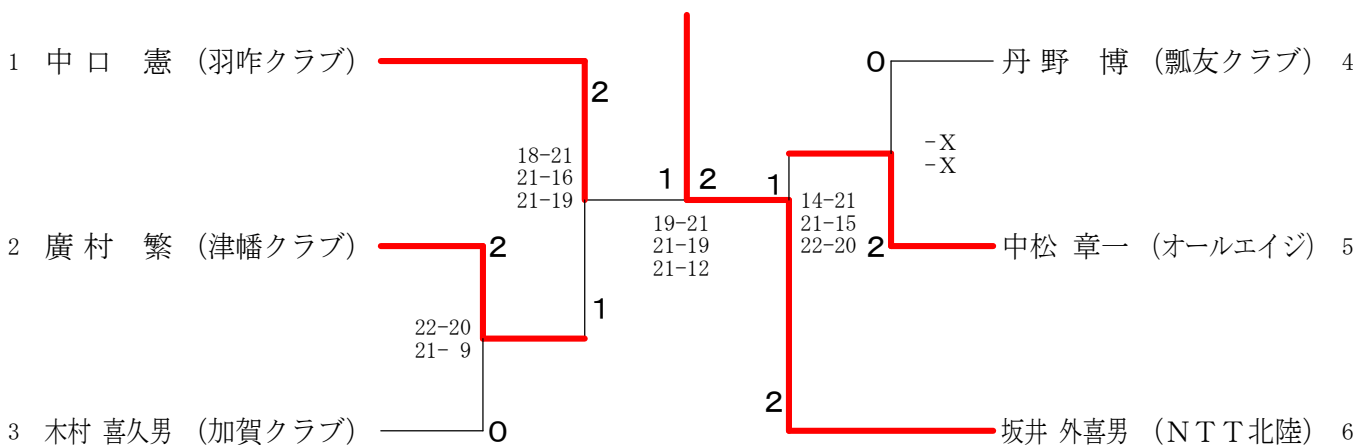 1 中 口 憲 (羽咋クラブ)
2
18-21
21-16
21-19
2 廣 村 繁 (津幡クラブ)
2
1
22-20
21- 9
3 木村 喜久男 (加賀クラブ)
0
1 2
19-21
21-19
21-12
0
丹 野 博 (瓢友クラブ) 4
-X
-X
1
14-21
21-15
22-20
2
中松 章一 (オールエイジ) 5
2
坂井 外喜男 (ＮＴＴ北陸) 6